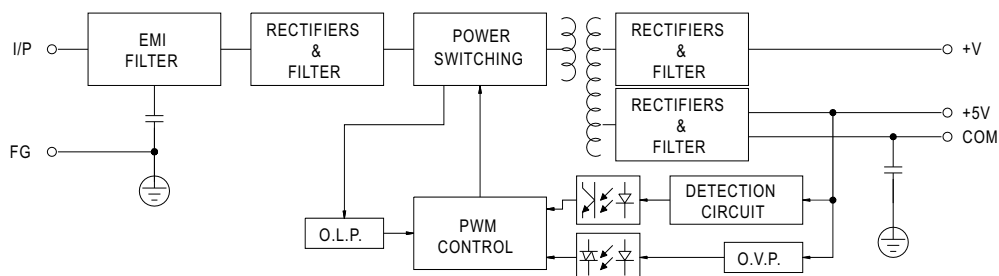 I/P
EMI
FILTER
RECTIFIERS
&
FILTER
POWER
SWITCHING
RECTIFIERS
&
FILTER
+V
RECTIFIERS
&
FILTER
+5V
COM
FG
DETECTION
CIRCUIT
O.L.P.
PWM
CONTROL
O.V.P.